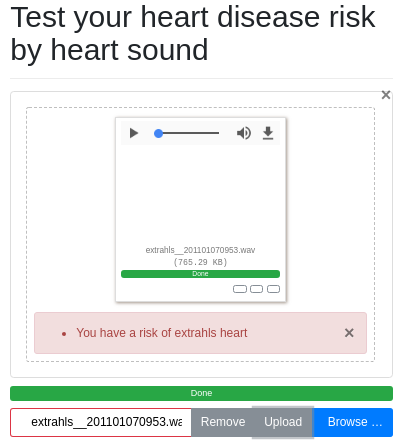 Test your heart disease risk
by heart sound
×
extrahls__201101070953.wav
(765.29 KB)
Done
You have a risk of extrahls heart ×
Done
extrahls__201101070953.wa Remove Upload Browse …